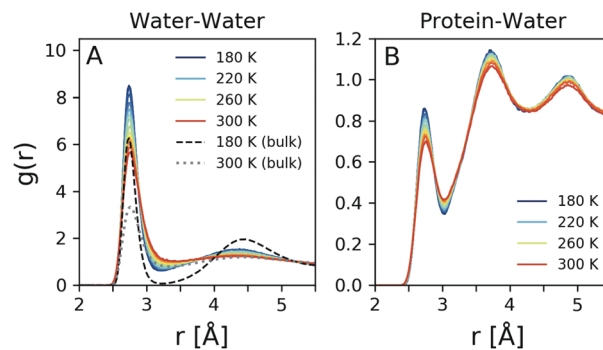 Water-Water
Protein-Water
A
B
g(r)
10
8
6
4
2
0
180 K
220 K
260 K
300 K
180 K (bulk)
300 K (bulk)
2
3
4
5
r [Å]
1.2
1.0
0.8
0.6
0.4
0.2
0.0
180 K
220 K
260 K
300 K
2
3
4
5
r [Å]